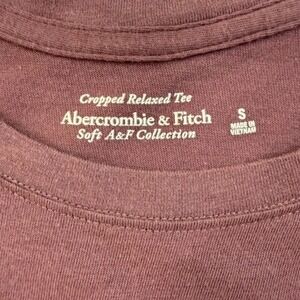 Cropped Relaxed Tee
Abercrombie & Fitch
Soft A&F Collection
S
MADE IN
VIETNAM